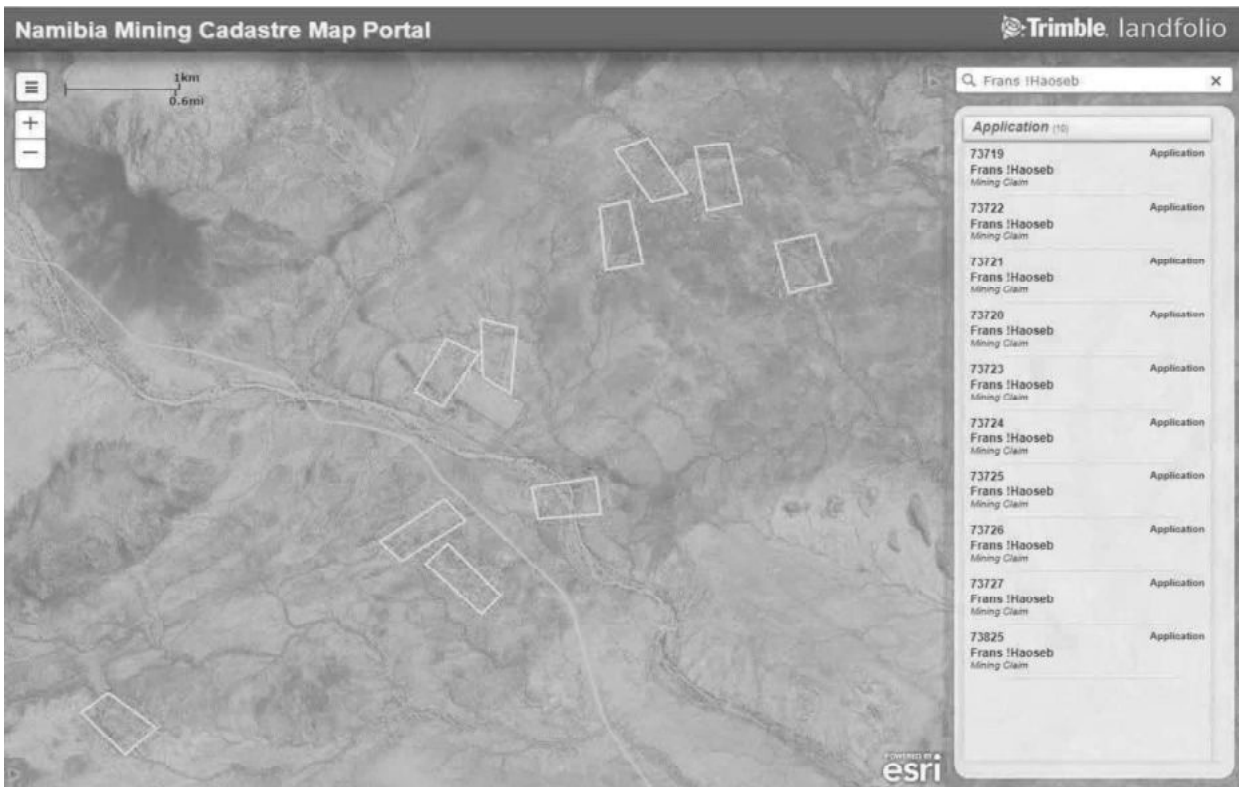 Namibia Mining Cadastre Map Portal
Trimble. landfolio
1km
0.6mi
Frans !Haoseb
Application (10)
73719 Application
Frans !Haoseb
Mining Claim
73722 Application
Frans !Haoseb
Mining Claim
73721 Application
Frans !Haoseb
Mining Claim
73720 Application
Frans !Haoseb
Mining Claim
73723 Application
Frans !Haoseb
Mining Claim
73724 Application
Frans !Haoseb
Mining Claim
73725 Application
Frans !Haoseb
Mining Claim
73726 Application
Frans !Haoseb
Mining Claim
73727 Application
Frans !Haoseb
Mining Claim
73825 Application
Frans !Haoseb
Mining Claim
POWERED BY
esri